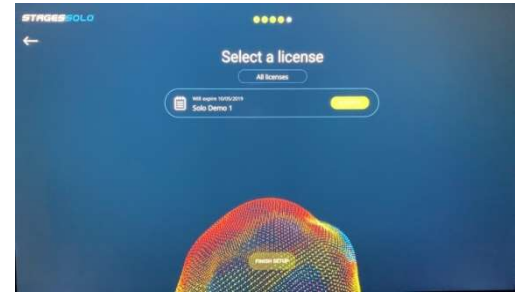 STAGESSOLO
Select a license
All licenses
Will expire 10/05/2019
Solo Demo 1
FINISH SETUP